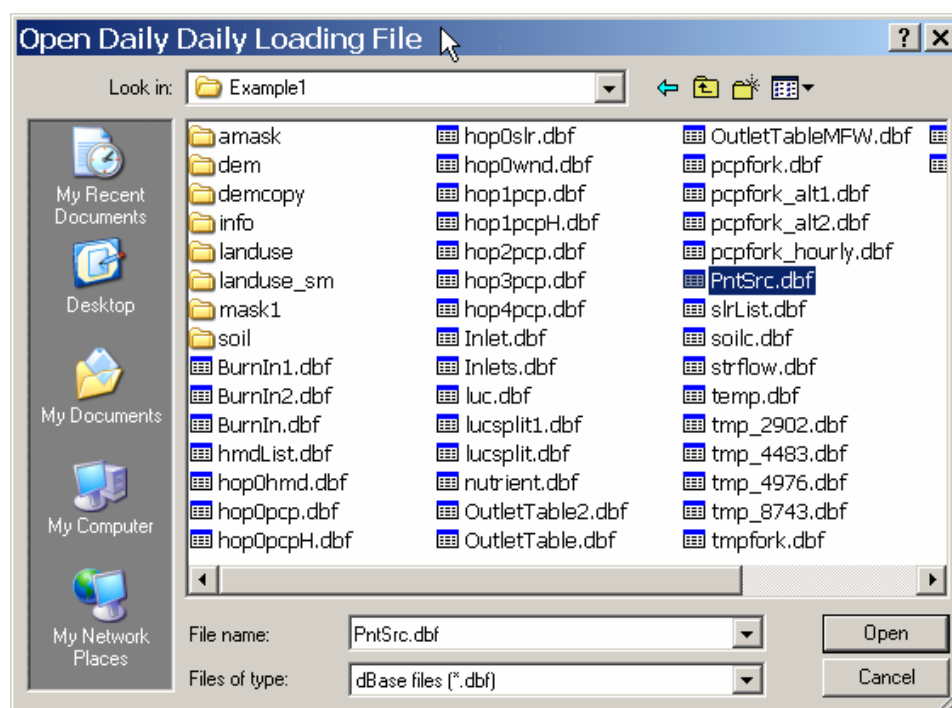 Open Daily Daily Loading File
?
Look in:
Example1
My Recent
Documents
Desktop
My Documents
My Computer
My Network
Places
amask
dem
demcopy
info
landuse
landuse_sm
mask1
soil
BurnIn1.dbf
BurnIn2.dbf
BurnIn.dbf
hmdList.dbf
hop0hmd.dbf
hop0pcp.dbf
hop0pcpH.dbf
hop0slr.dbf
hop0wnd.dbf
hop1pcp.dbf
hop1pcpH.dbf
hop2pcp.dbf
hop3pcp.dbf
hop4pcp.dbf
Inlet.dbf
Inlets.dbf
luc.dbf
lucsplit1.dbf
lucsplit.dbf
nutrient.dbf
OutletTable2.dbf
OutletTable.dbf
OutletTableMFW.dbf
pcpfork.dbf
pcpfork_alt1.dbf
pcpfork_alt2.dbf
pcpfork_hourly.dbf
PntSrc.dbf
slrList.dbf
soilc.dbf
strflow.dbf
temp.dbf
tmp_2902.dbf
tmp_4483.dbf
tmp_4976.dbf
tmp_8743.dbf
tmpfork.dbf
File name:
PntSrc.dbf
Open
Files of type:
dBase files (*.dbf)
Cancel